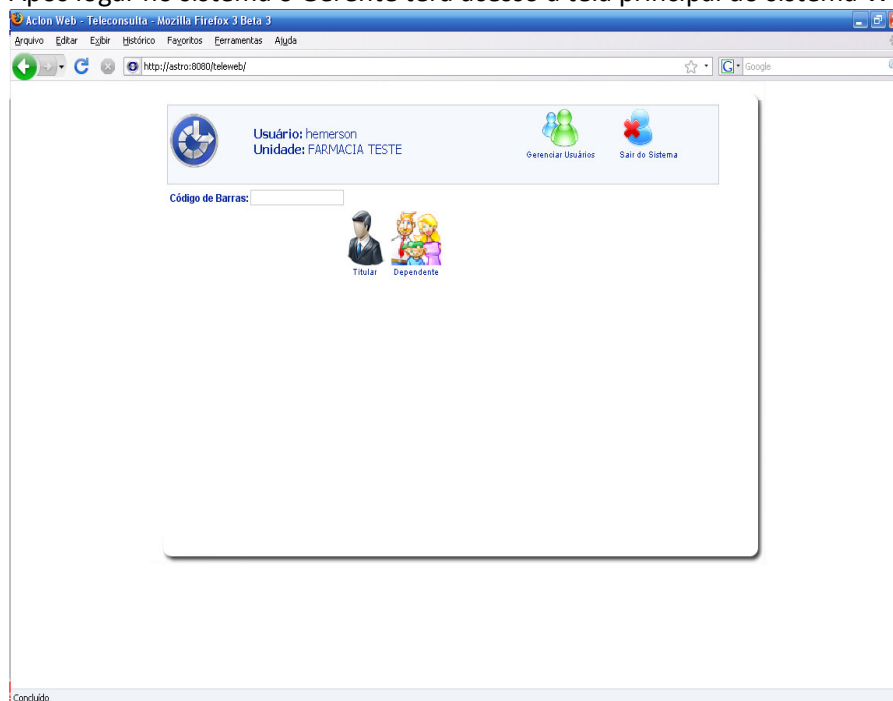 Após logar no sistema o Gerente terá acesso a tela principal do sistema W
Aclon Web - Teleconsulta - Mozilla Firefox 3 Beta 3
Arquivo Editar Exibir Histórico Favoritos Ferramentas Ajuda
http://astro:8080/teleweb/
G Google
Usuário: hemerson
Unidade: FARMACIA TESTE
Gerenciar Usuários Sair do Sistema
Código de Barras:
Titular Dependente
Concluído